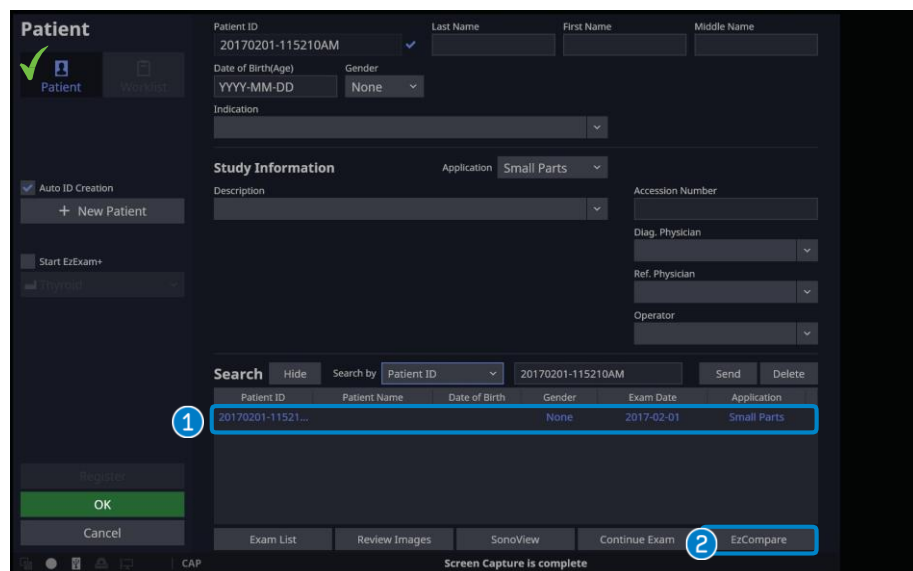 Patient
Patient ID Last Name First Name Middle Name
20170201-115210AM
Patient Worklist
Date of Birth(Age) Gender
YYYY-MM-DD None
Indication
Study Information Application Small Parts
Auto ID Creation
Description Accession Number
+ New Patient
Diag. Physician
Start EzExam+
Thyroid
Ref. Physician
Operator
Search Hide Search by Patient ID 20170201-115210AM Send Delete
Patient ID Patient Name Date of Birth Gender Exam Date Application
1 20170201-11521... None 2017-02-01 Small Parts
Register
OK
Cancel
Exam List Review Images SonoView Continue Exam 2 EzCompare
CAP Screen Capture is complete